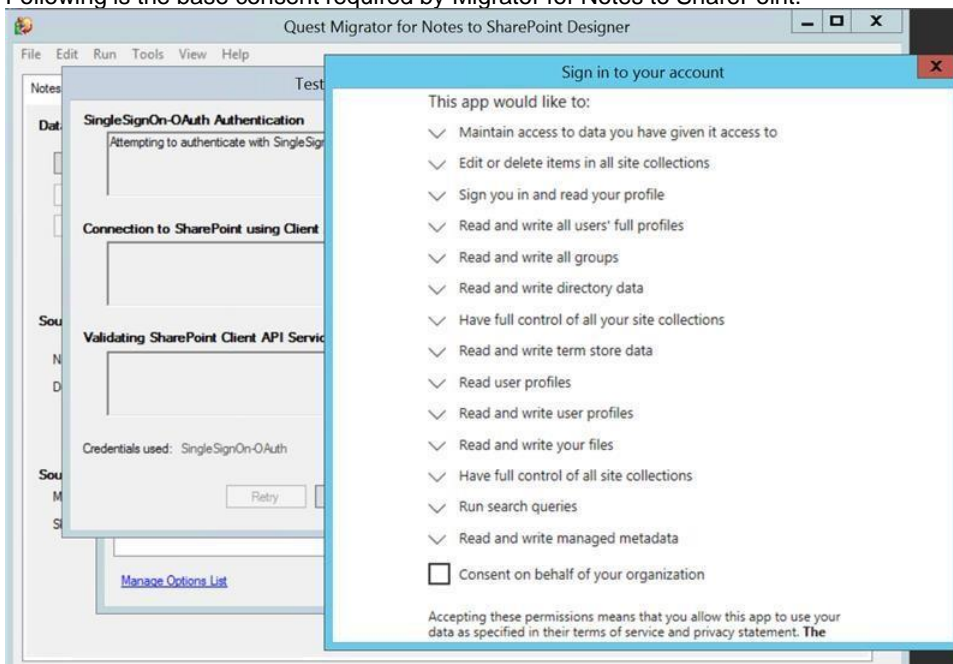 Following is the base consent required by Migrator for Notes to SharePoint.
Quest Migrator for Notes to SharePoint Designer
File Edit Run Tools View Help
Notes
Test
Sign in to your account
SingleSignOn-OAuth Authentication
Attempting to authenticate with SingleSign
Connection to SharePoint using Client
Validating SharePoint Client API Servic
Credentials used: SingleSignOn-OAuth
Retry
Manage Options List
Dat
Sou
N
D
Sou
M
This app would like to:
Maintain access to data you have given it access to
Edit or delete items in all site collections
Sign you in and read your profile
Read and write all users' full profiles
Read and write all groups
Read and write directory data
Have full control of all your site collections
Read and write term store data
Read user profiles
Read and write user profiles
Read and write your files
Have full control of all site collections
Run search queries
Read and write managed metadata
Consent on behalf of your organization
Accepting these permissions means that you allow this app to use your
data as specified in their terms of service and privacy statement. The